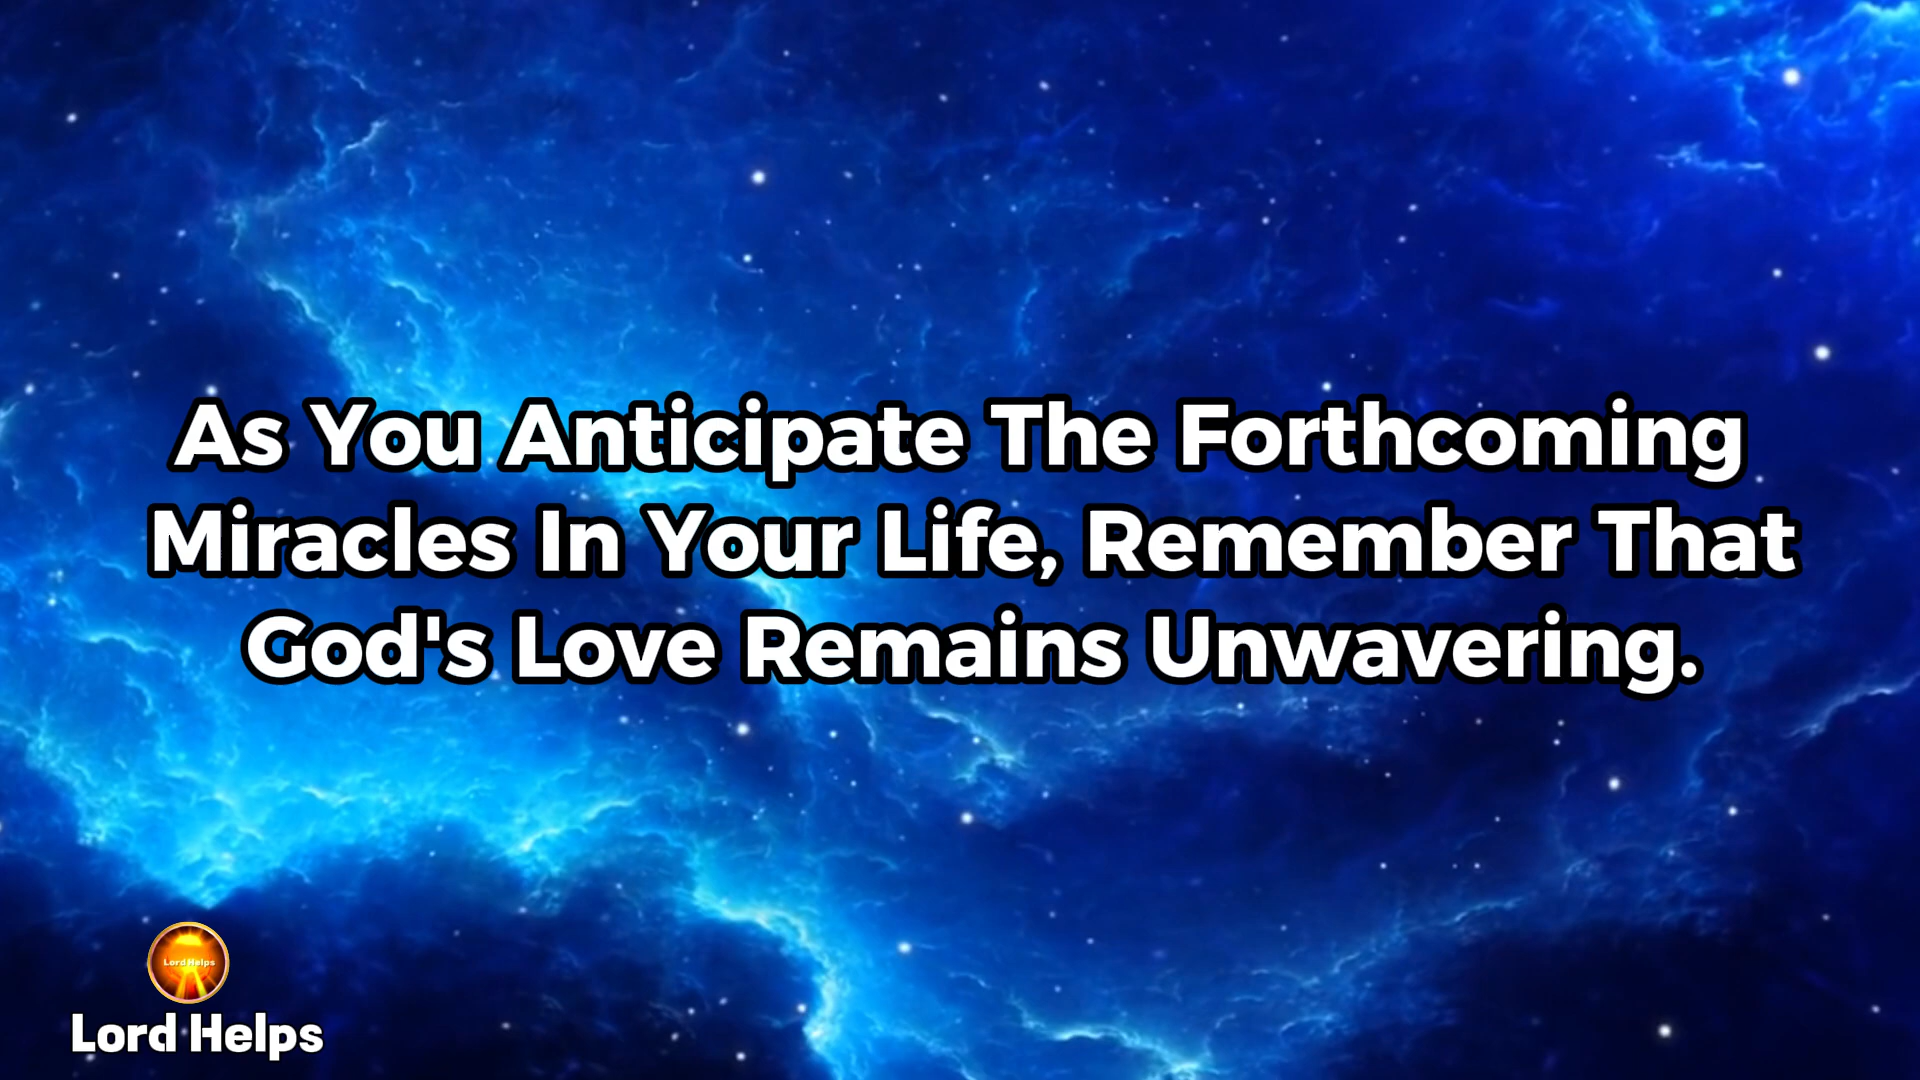 As You Anticipate The Forthcoming
Miracles In Your Life, Remember That
God's Love Remains Unwavering.
Lord Helps
Lord Helps